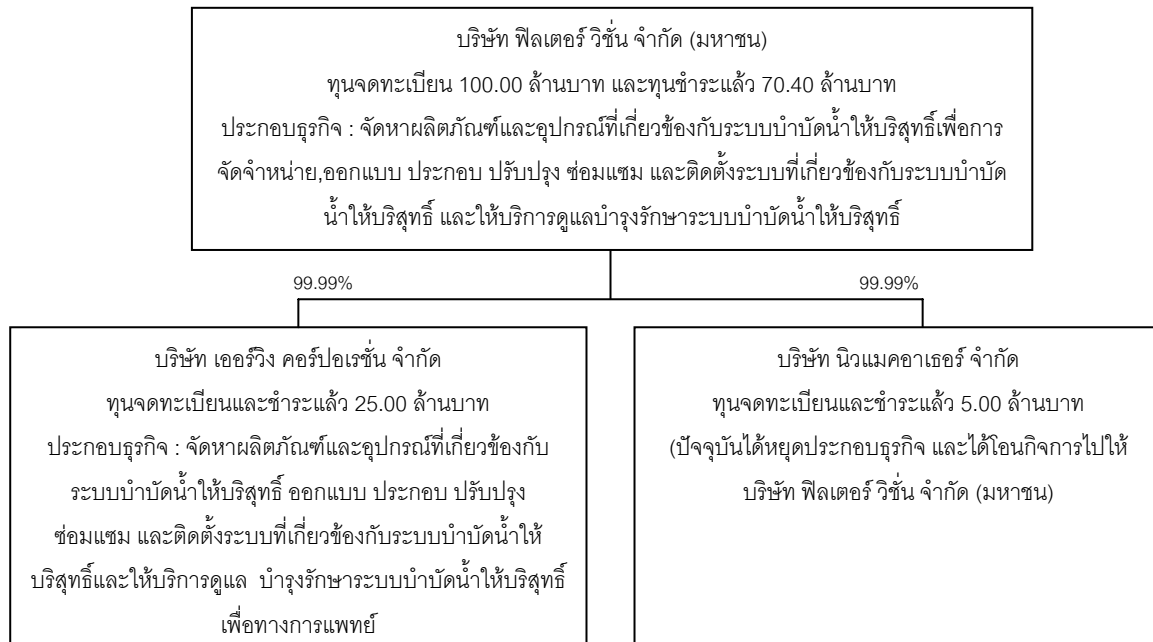 บริษัท ฟิลเตอร์ วิชั่น จำกัด (มหาชน)
ทุนจดทะเบียน 100.00 ล้านบาท และทุนชำระแล้ว 70.40 ล้านบาท
ประกอบธุรกิจ : จัดหาผลิตภัณฑ์และอุปกรณ์ที่เกี่ยวข้องกับระบบบำบัดน้ำให้บริสุทธิ์เพื่อการ
จัดจำหน่าย,ออกแบบ ประกอบ ปรับปรุง ซ่อมแซม และติดตั้งระบบที่เกี่ยวข้องกับระบบบำบัด
น้ำให้บริสุทธิ์ และให้บริการดูแลบำรุงรักษาระบบบำบัดน้ำให้บริสุทธิ์
99.99%
99.99%
บริษัท เออร์วิง คอร์ปอเรชั่น จำกัด
ทุนจดทะเบียนและชำระแล้ว 25.00 ล้านบาท
ประกอบธุรกิจ : จัดหาผลิตภัณฑ์และอุปกรณ์ที่เกี่ยวข้องกับ
ระบบบำบัดน้ำให้บริสุทธิ์ ออกแบบ ประกอบ ปรับปรุง
ซ่อมแซม และติดตั้งระบบที่เกี่ยวข้องกับระบบบำบัดน้ำให้
บริสุทธิ์และให้บริการดูแล บำรุงรักษาระบบบำบัดน้ำให้บริสุทธิ์
เพื่อทางการแพทย์
บริษัท นิวแมคอาเธอร์ จำกัด
ทุนจดทะเบียนและชำระแล้ว 5.00 ล้านบาท
(ปัจจุบันได้หยุดประกอบธุรกิจ และได้โอนกิจการไปให้
บริษัท ฟิลเตอร์ วิชั่น จำกัด (มหาชน)